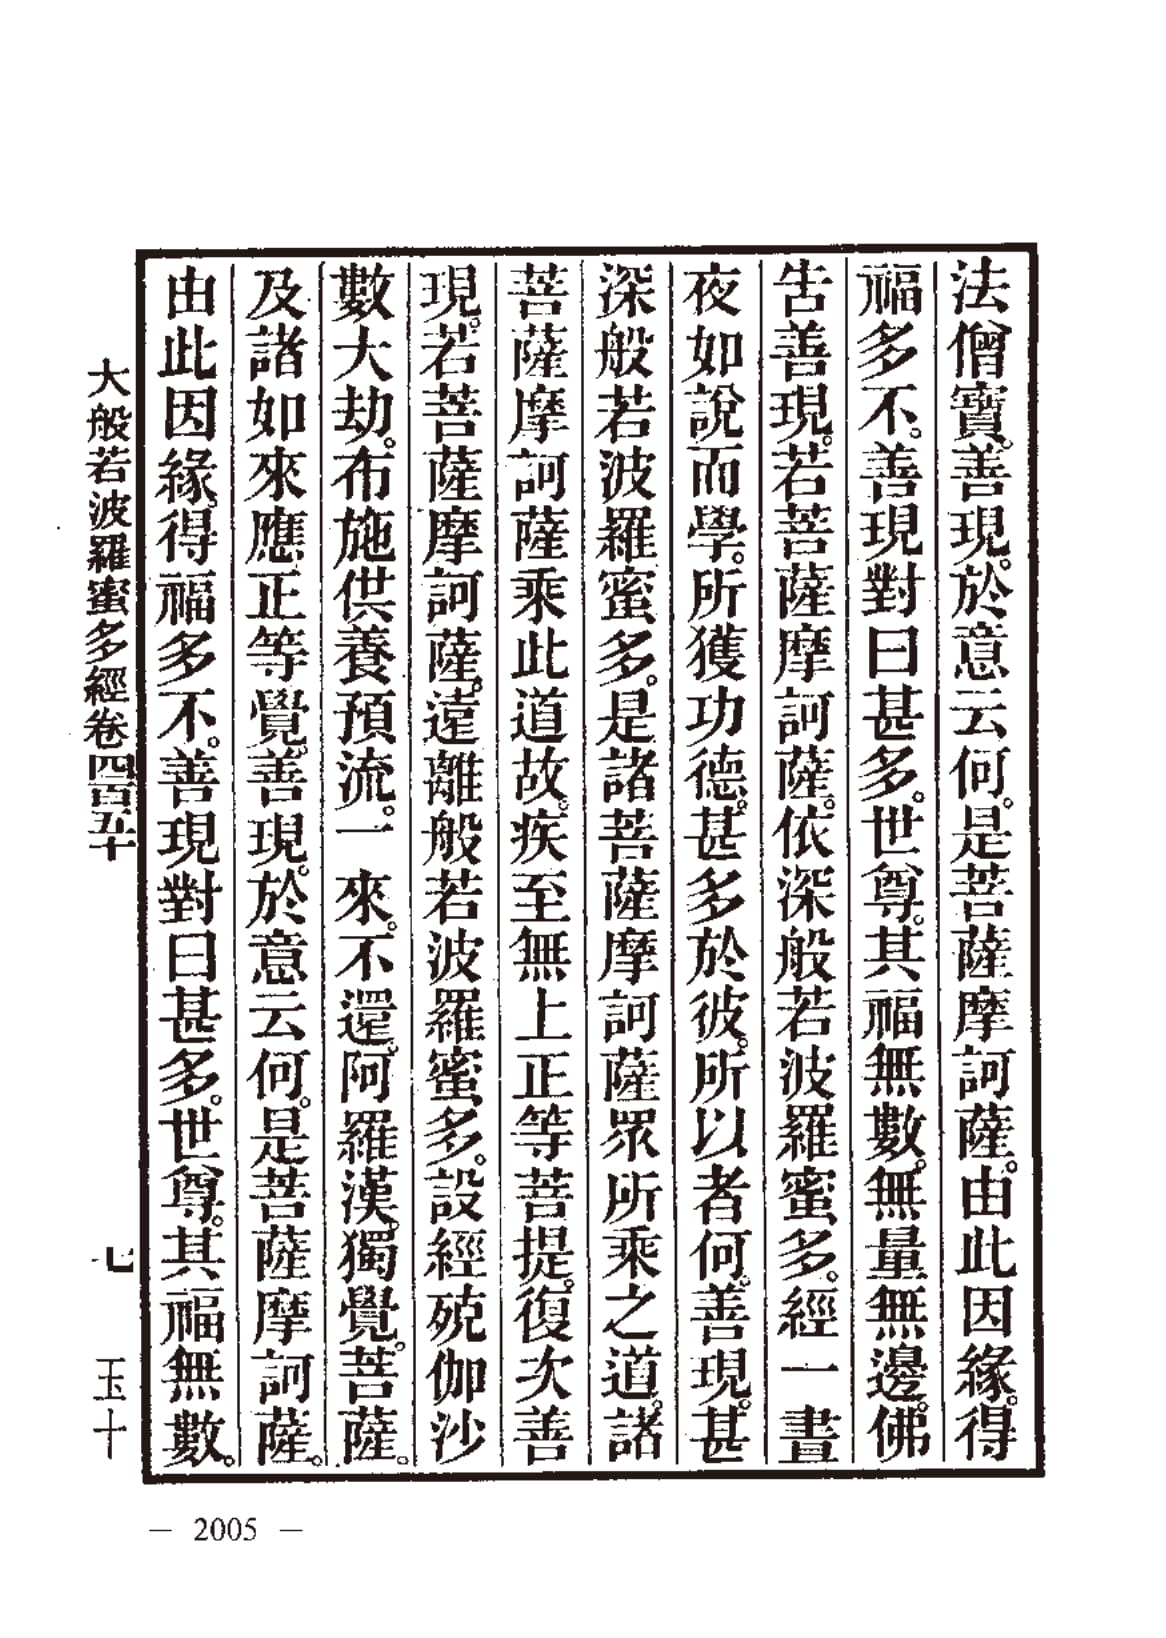 法僧寶。善現。於意云何。是菩薩摩訶薩。由此因緣。得
福多不。善現對曰甚多。世尊。其福無數。無量無邊。佛
告善現。若菩薩摩訶薩。依深般若波羅蜜多。經一晝
夜如說而學。所獲功德。甚多於彼。所以者何。善現。甚
深般若波羅蜜多。是諸菩薩摩訶薩眾所乘之道。諸
菩薩摩訶薩乘此道故。疾至無上正等菩提。復次善
現。若菩薩摩訶薩。遠離般若波羅蜜多。設經殑伽沙
數大劫。布施供養預流。一來。不還。阿羅漢。獨覺。菩薩。
及諸如來應正等覺。善現。於意云何。是菩薩摩訶薩。
由此因緣。得福多不。善現對曰甚多。世尊。其福無數。
大般若波羅蜜多經卷四百五十 七 玉十
— 2005 —